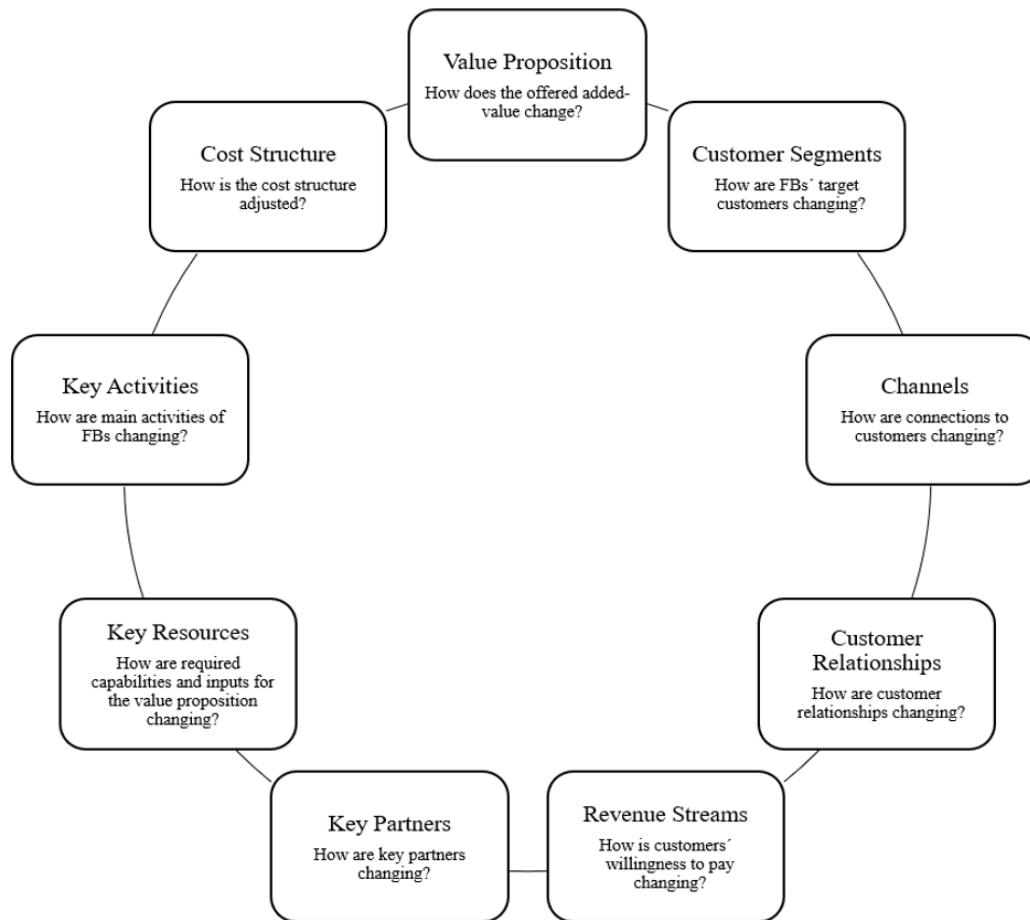 Value Proposition
How does the offered added-
value change?
Customer Segments
How are FBs´ target
customers changing?
Channels
How are connections to
customers changing?
Customer
Relationships
How are customer
relationships changing?
Revenue Streams
How is customers´
willingness to pay
changing?
Key Partners
How are key partners
changing?
Key Resources
How are required
capabilities and inputs for
the value proposition
changing?
Key Activities
How are main activities of
FBs changing?
Cost Structure
How is the cost structure
adjusted?